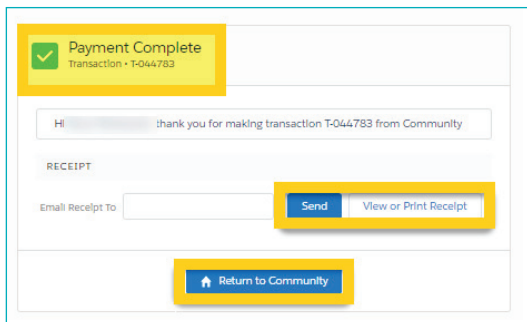 Payment Complete
Transaction • T-044783
Hi thank you for making transaction T-044783 from Community
RECEIPT
Email Receipt To
Send
View or Print Receipt
Return to Community